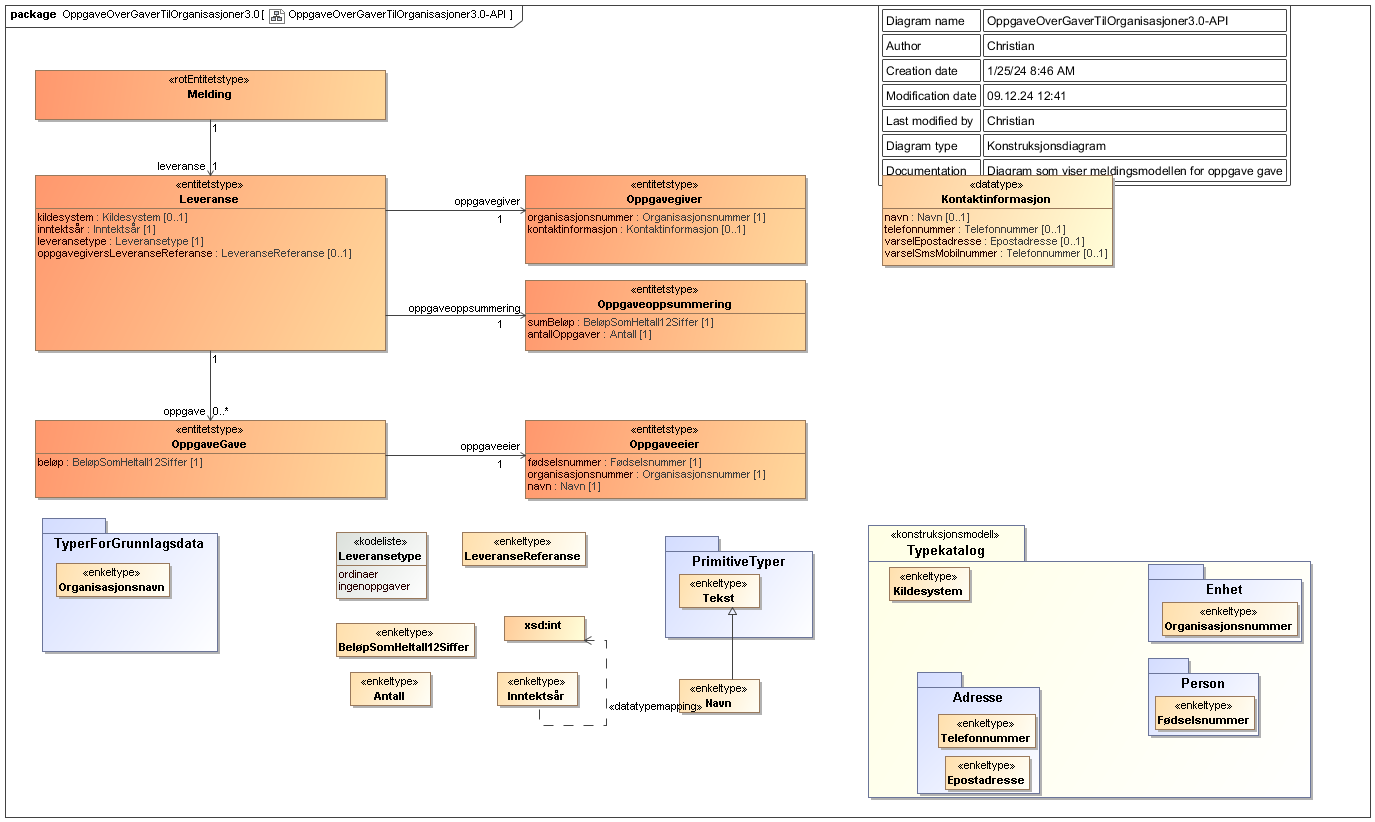 package OppgaveOverGaverTilOrganisasjoner3.0 [ OppgaveOverGaverTilOrganisasjoner3.0-API ]
Diagram name OppgaveOverGaverTilOrganisasjoner3.0-API
Author Christian
Creation date 1/25/24 8:46 AM
Modification date 09.12.24 12:41
Last modified by Christian
Diagram type Konstruksjonsdiagram
Documentation Diagram som viser meldingsmodellen for oppgave gave
«rotEntitetstype»
Melding
1
leveranse 1
«entitetstype»
Leveranse
kildesystem : Kildesystem [0..1]
inntektsår : Inntektsår [1]
leveransetype : Leveransetype [1]
oppgavegiversLeveranseReferanse : LeveranseReferanse [0..1]
oppgavegiver
1
«entitetstype»
Oppgavegiver
organisasjonsnummer : Organisasjonsnummer [1]
kontaktinformasjon : Kontaktinformasjon [0..1]
«datatype»
Kontaktinformasjon
navn : Navn [0..1]
telefonnummer : Telefonnummer [0..1]
varselEpostadresse : Epostadresse [0..1]
varselSmsMobilnummer : Telefonnummer [0..1]
oppgaveoppsummering
1
«entitetstype»
Oppgaveoppsummering
sumBeløp : BeløpSomHeltall12Siffer [1]
antallOppgaver : Antall [1]
1
oppgave 0..*
«entitetstype»
OppgaveGave
beløp : BeløpSomHeltall12Siffer [1]
oppgaveeier
1
«entitetstype»
Oppgaveeier
fødselsnummer : Fødselsnummer [1]
organisasjonsnummer : Organisasjonsnummer [1]
navn : Navn [1]
TyperForGrunnlagsdata
«enkeltype»
Organisasjonsnavn
«kodeliste»
Leveransetype
ordinaer
ingenoppgaver
«enkeltype»
LeveranseReferanse
«enkeltype»
BeløpSomHeltall12Siffer
xsd:int
«enkeltype»
Antall
«enkeltype»
Inntektsår
«datatypemapping»
PrimitiveTyper
«enkeltype»
Tekst
«enkeltype»
Navn
«konstruksjonsmodell»
Typekatalog
«enkeltype»
Kildesystem
Enhet
«enkeltype»
Organisasjonsnummer
Adresse
«enkeltype»
Telefonnummer
«enkeltype»
Epostadresse
Person
«enkeltype»
Fødselsnummer